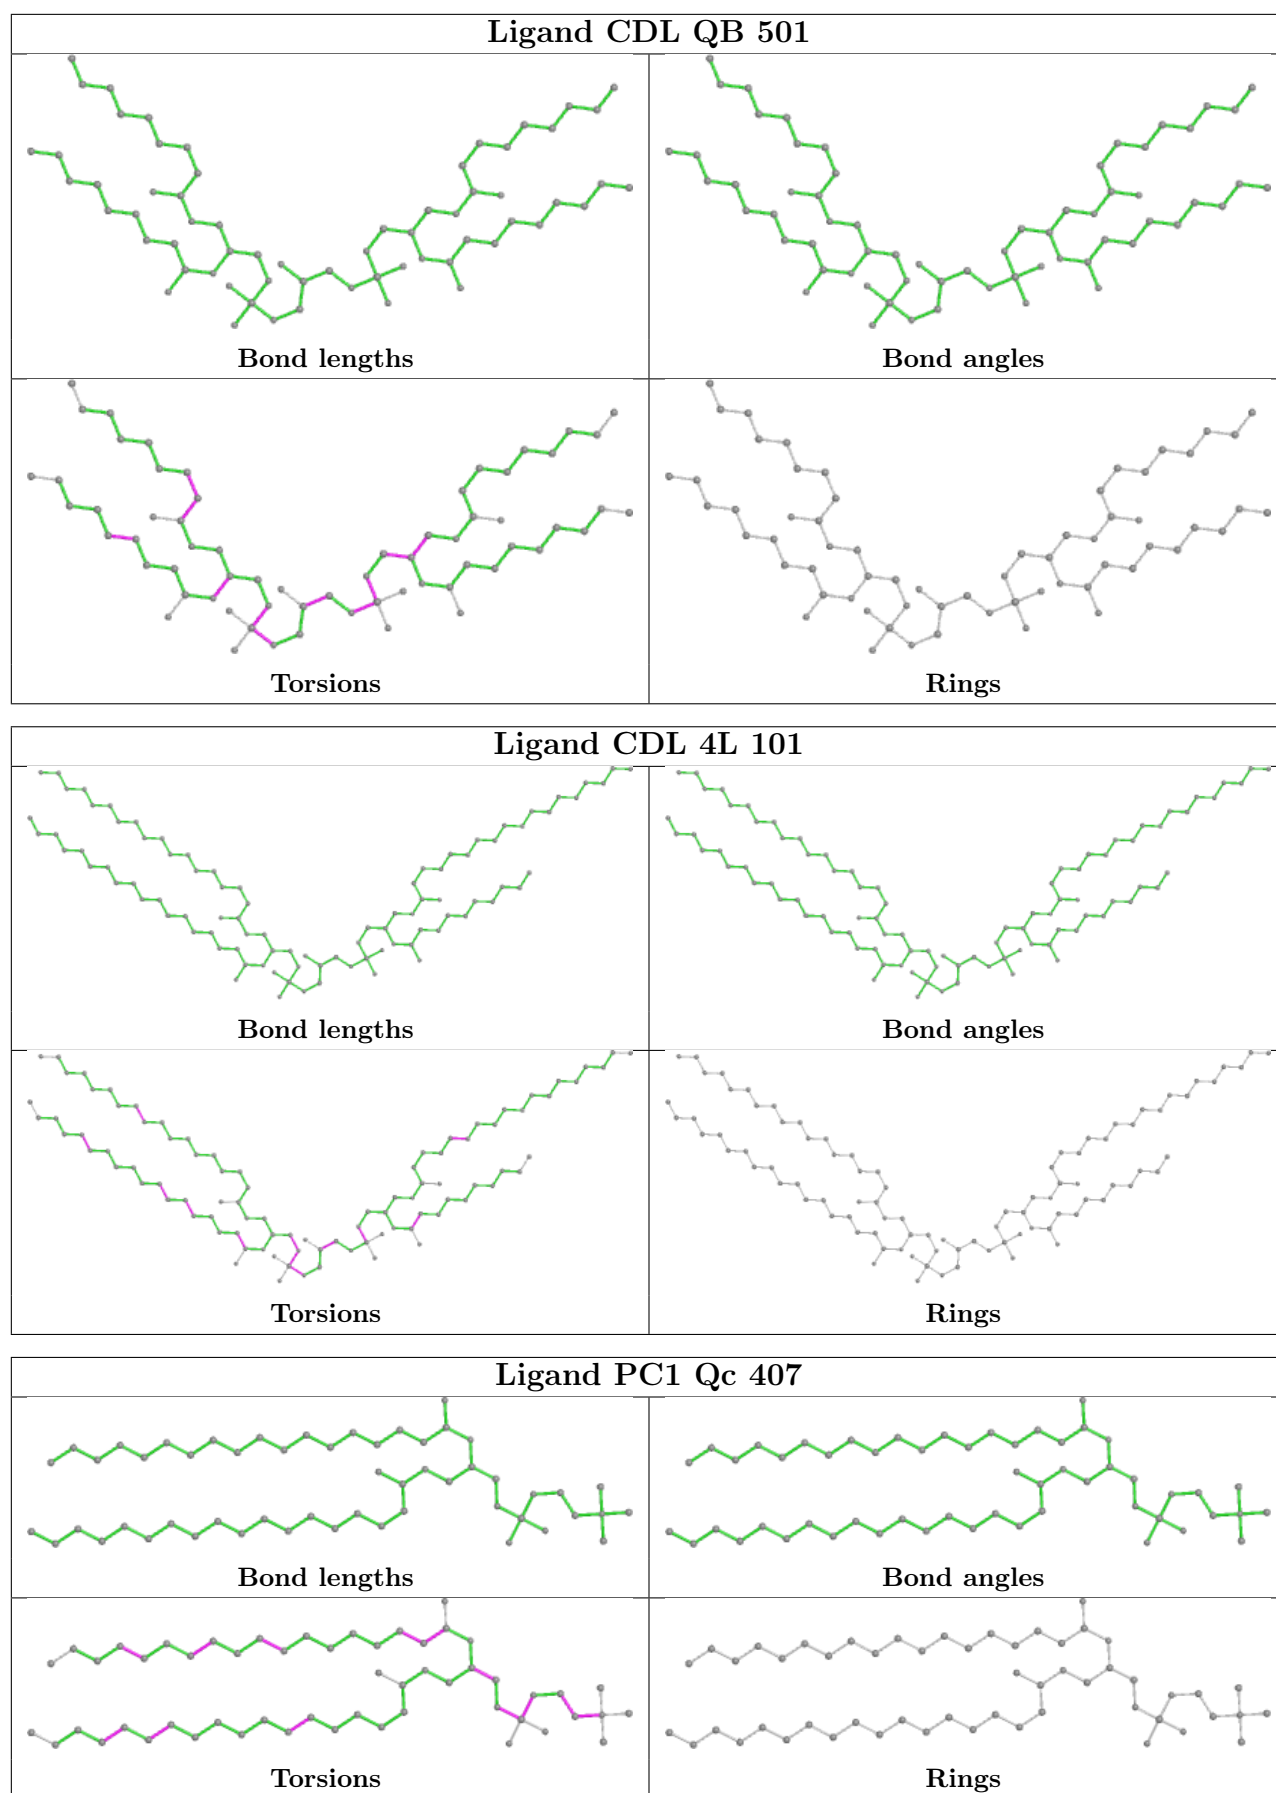 Ligand CDL QB 501
Bond lengths
Bond angles
Torsions
Rings
Ligand CDL 4L 101
Bond lengths
Bond angles
Torsions
Rings
Ligand PC1 Qc 407
Bond lengths
Bond angles
Torsions
Rings